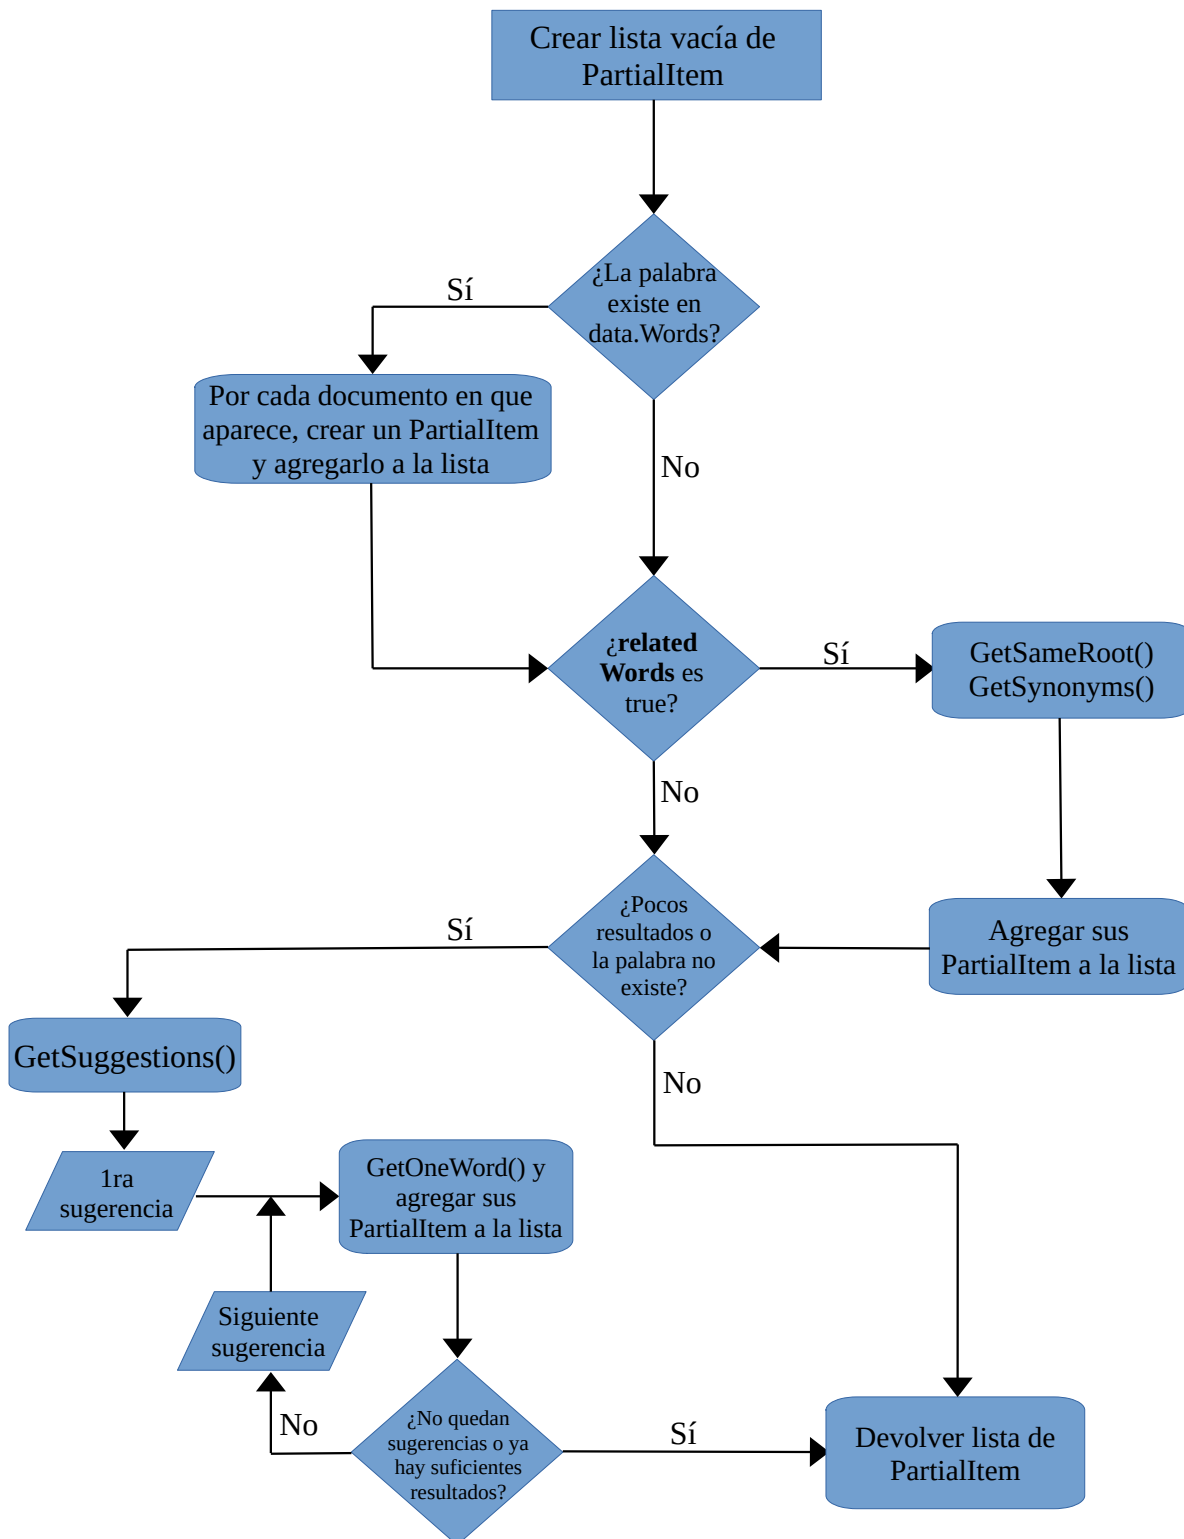 Crear lista vacía de
PartialItem
¿La palabra
existe en
data.Words?
Sí
Por cada documento en que
aparece, crear un PartialItem
y agregarlo a la lista
No
¿related
Words es
true?
Sí
GetSameRoot()
GetSynonyms()
No
¿Pocos
resultados o
la palabra no
existe?
Agregar sus
PartialItem a la lista
Sí
GetSuggestions()
No
1ra
sugerencia
GetOneWord() y
agregar sus
PartialItem a la lista
Siguiente
sugerencia
No
¿No quedan
sugerencias o ya
hay suficientes
resultados?
Sí
Devolver lista de
PartialItem